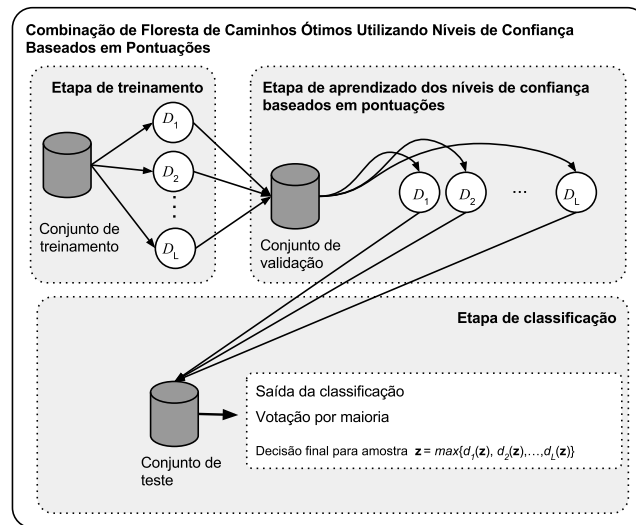 Combinação de Floresta de Caminhos Ótimos Utilizando Níveis de Confiança
Baseados em Pontuações
Etapa de treinamento
D1
D2
DL
Conjunto de
treinamento
Etapa de aprendizado dos níveis de confiança
baseados em pontuações
Conjunto de
validação
D1
D2
...
DL
Etapa de classificação
Conjunto de
teste
Saída da classificação
Votação por maioria
Decisão final para amostra z = max{d1(z), d2(z),...,dL(z)}